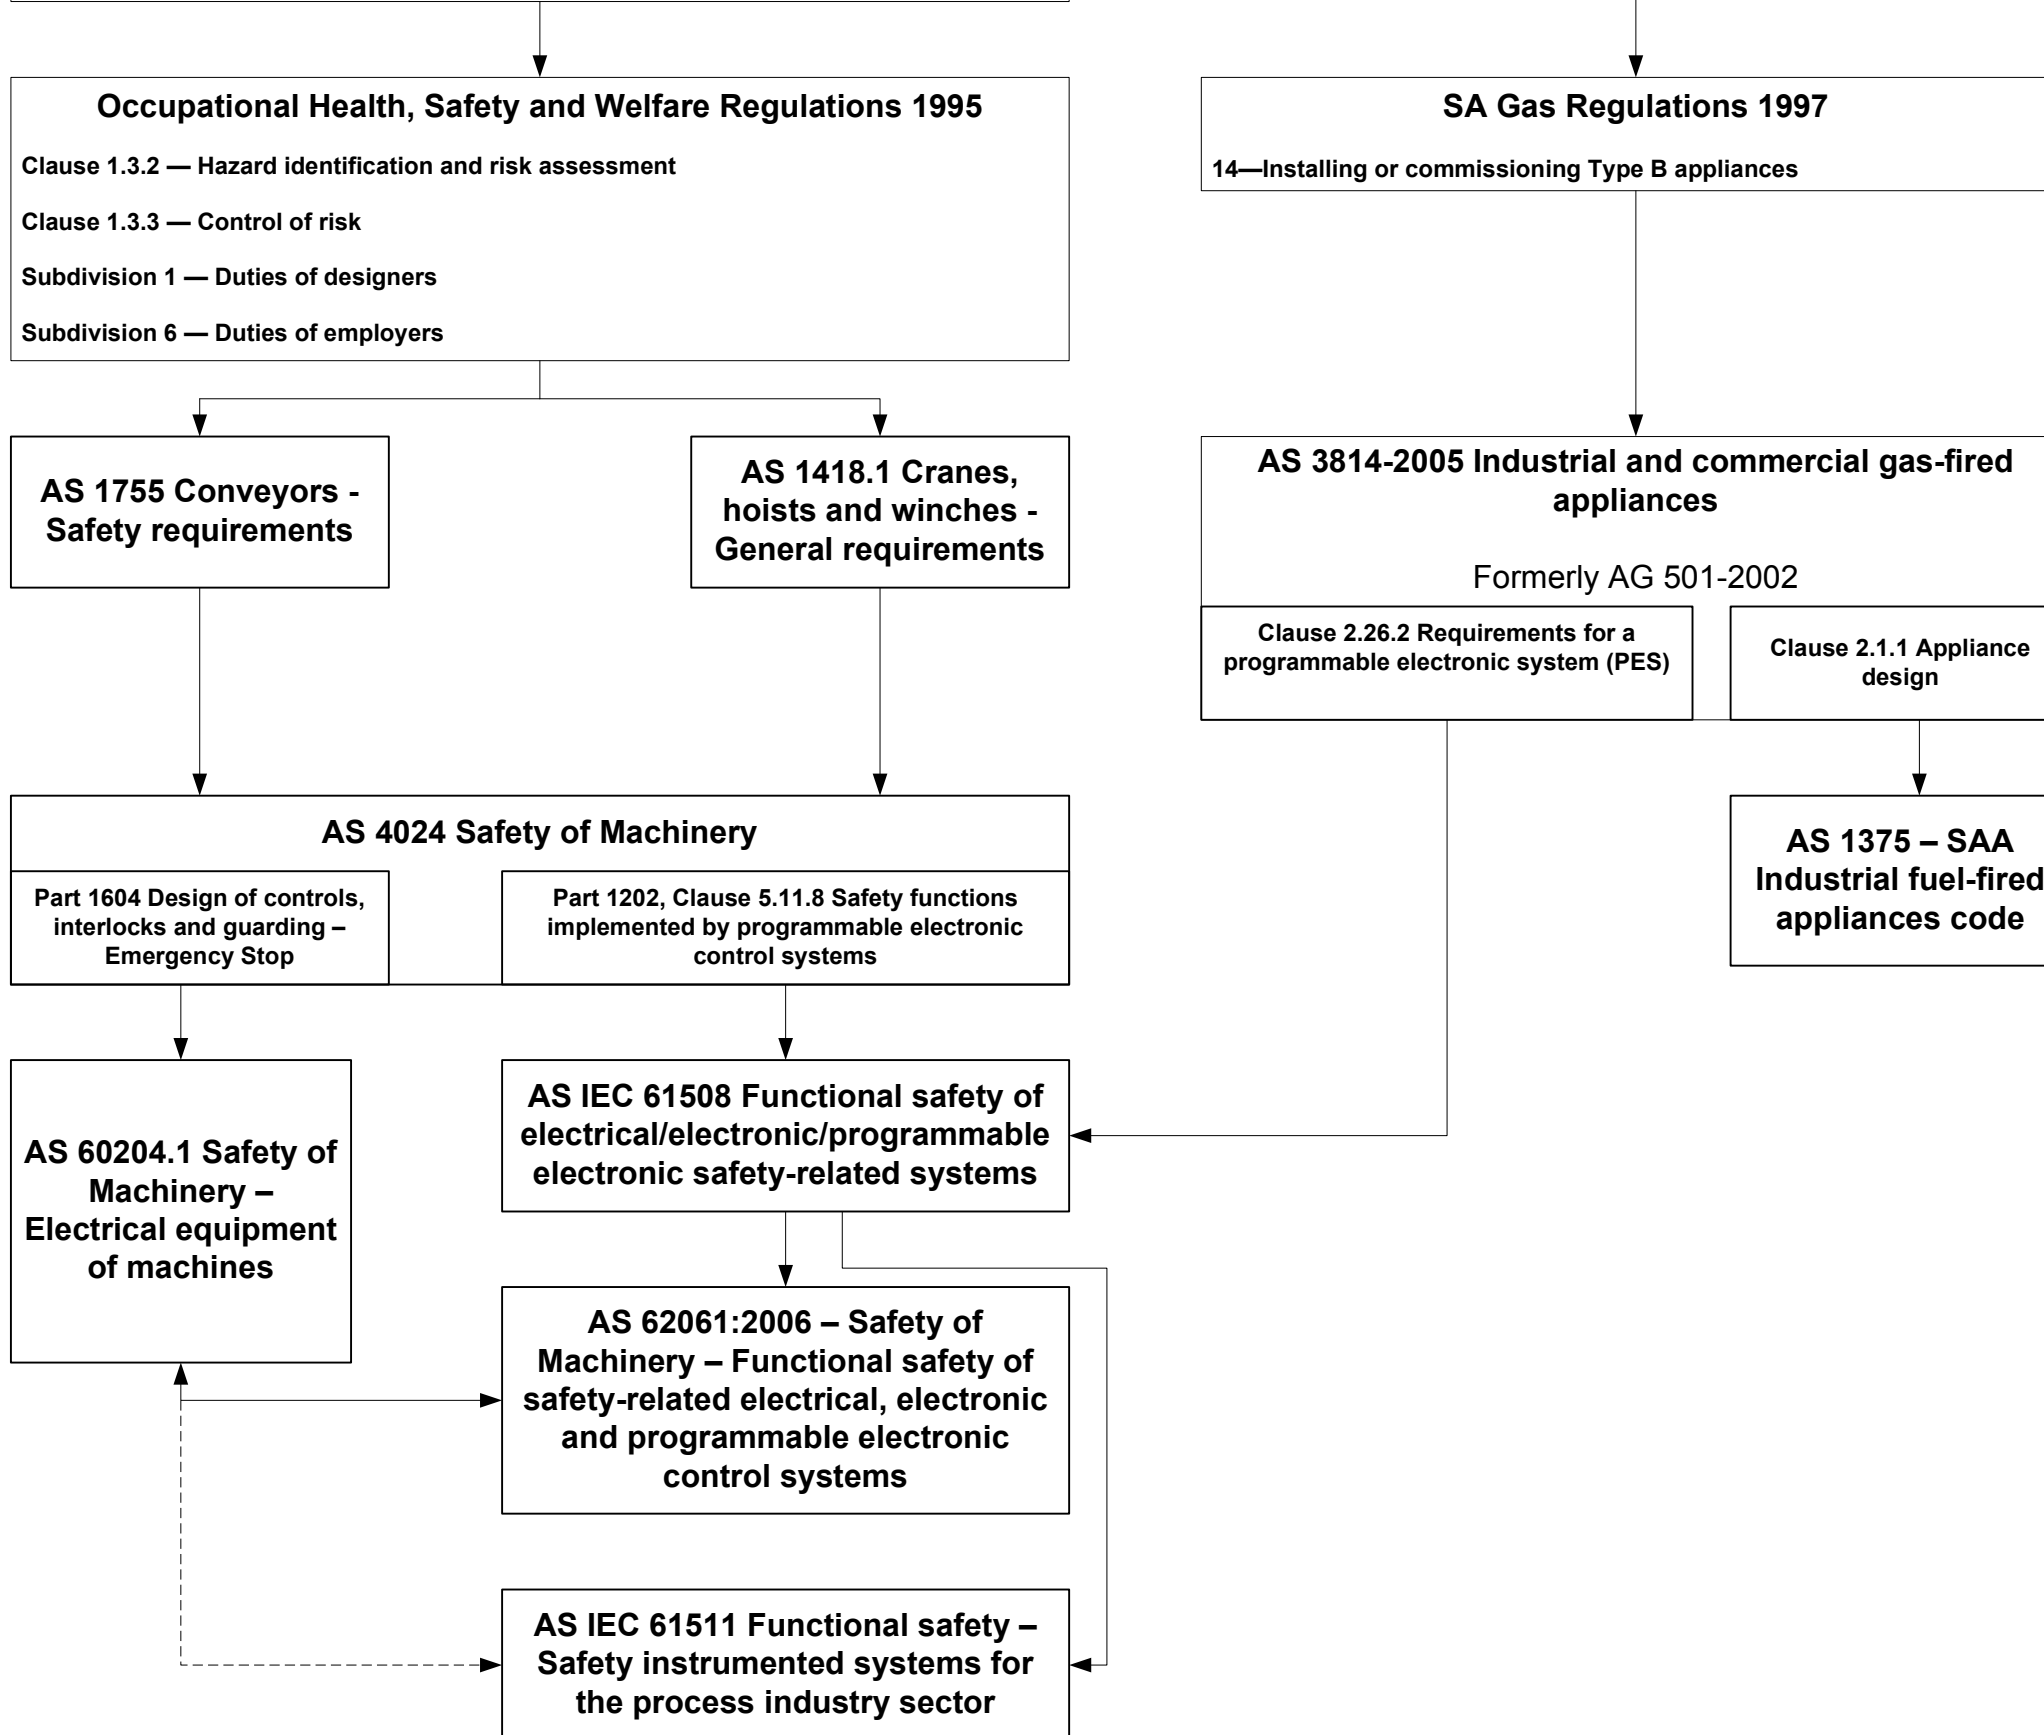 Occupational Health, Safety and Welfare Regulations 1995
Clause 1.3.2 — Hazard identification and risk assessment
Clause 1.3.3 — Control of risk
Subdivision 1 — Duties of designers
Subdivision 6 — Duties of employers
SA Gas Regulations 1997
14—Installing or commissioning Type B appliances
AS 1755 Conveyors -
Safety requirements
AS 1418.1 Cranes,
hoists and winches -
General requirements
AS 3814-2005 Industrial and commercial gas-fired
appliances
Formerly AG 501-2002
Clause 2.26.2 Requirements for a
programmable electronic system (PES)
Clause 2.1.1 Appliance
design
AS 4024 Safety of Machinery
Part 1604 Design of controls,
interlocks and guarding –
Emergency Stop
Part 1202, Clause 5.11.8 Safety functions
implemented by programmable electronic
control systems
AS 1375 – SAA
Industrial fuel-fired
appliances code
AS 60204.1 Safety of
Machinery –
Electrical equipment
of machines
AS IEC 61508 Functional safety of
electrical/electronic/programmable
electronic safety-related systems
AS 62061:2006 – Safety of
Machinery – Functional safety of
safety-related electrical, electronic
and programmable electronic
control systems
AS IEC 61511 Functional safety –
Safety instrumented systems for
the process industry sector